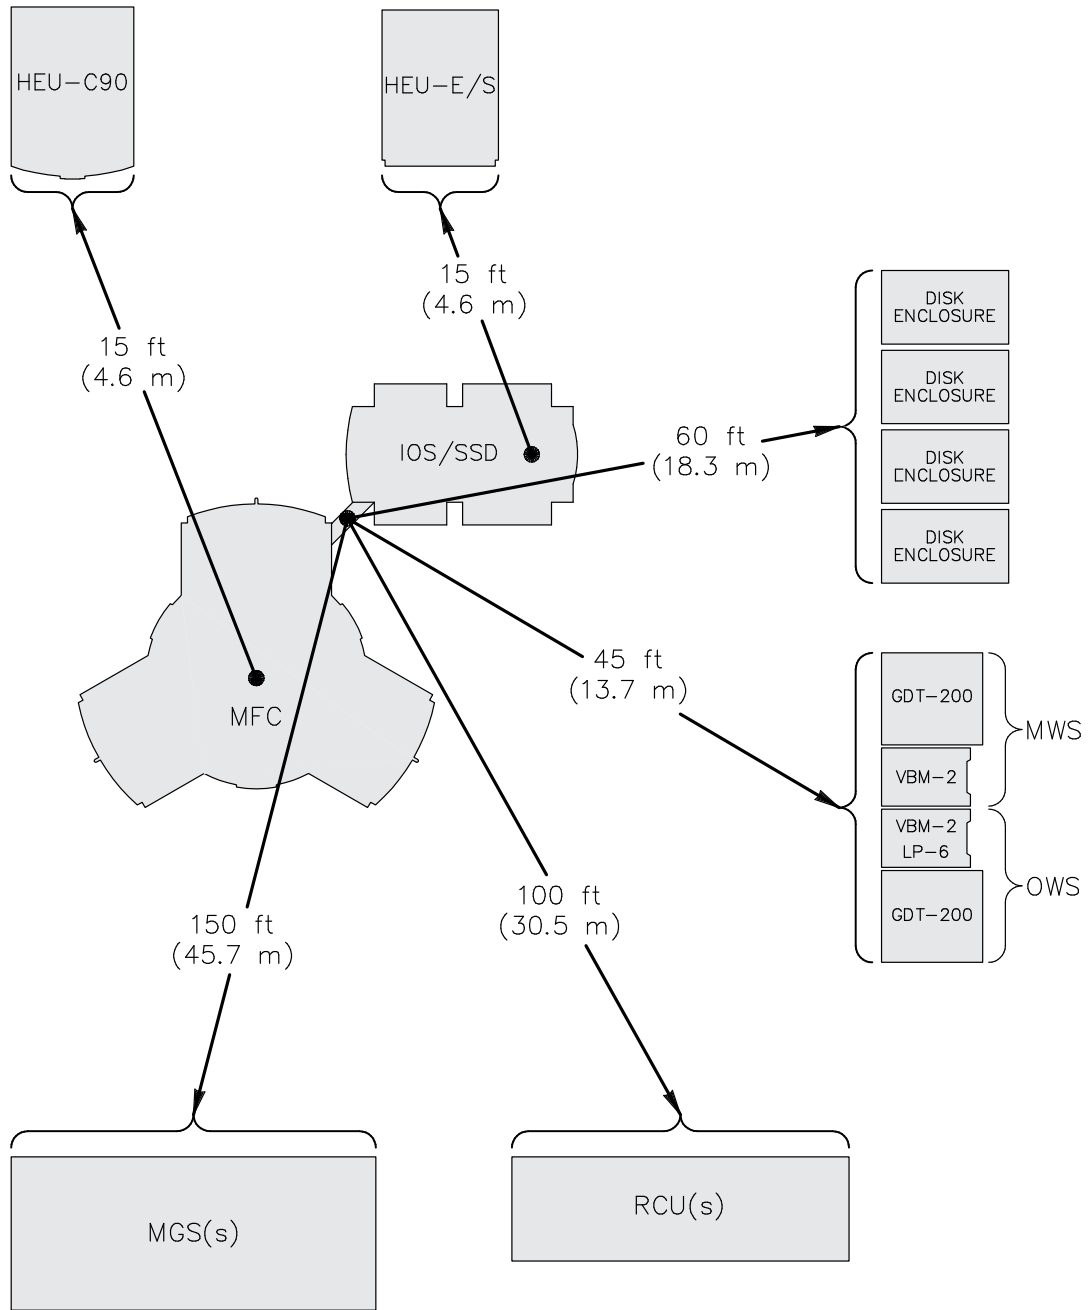 HEU-C90
HEU-E/S
15 ft
(4.6 m)
15 ft
(4.6 m)
DISK
ENCLOSURE
DISK
ENCLOSURE
DISK
ENCLOSURE
DISK
ENCLOSURE
IOS/SSD
60 ft
(18.3 m)
MFC
45 ft
(13.7 m)
GDT-200
VBM-2
MWS
VBM-2
LP-6
GDT-200
OWS
150 ft
(45.7 m)
100 ft
(30.5 m)
MGS(s)
RCU(s)